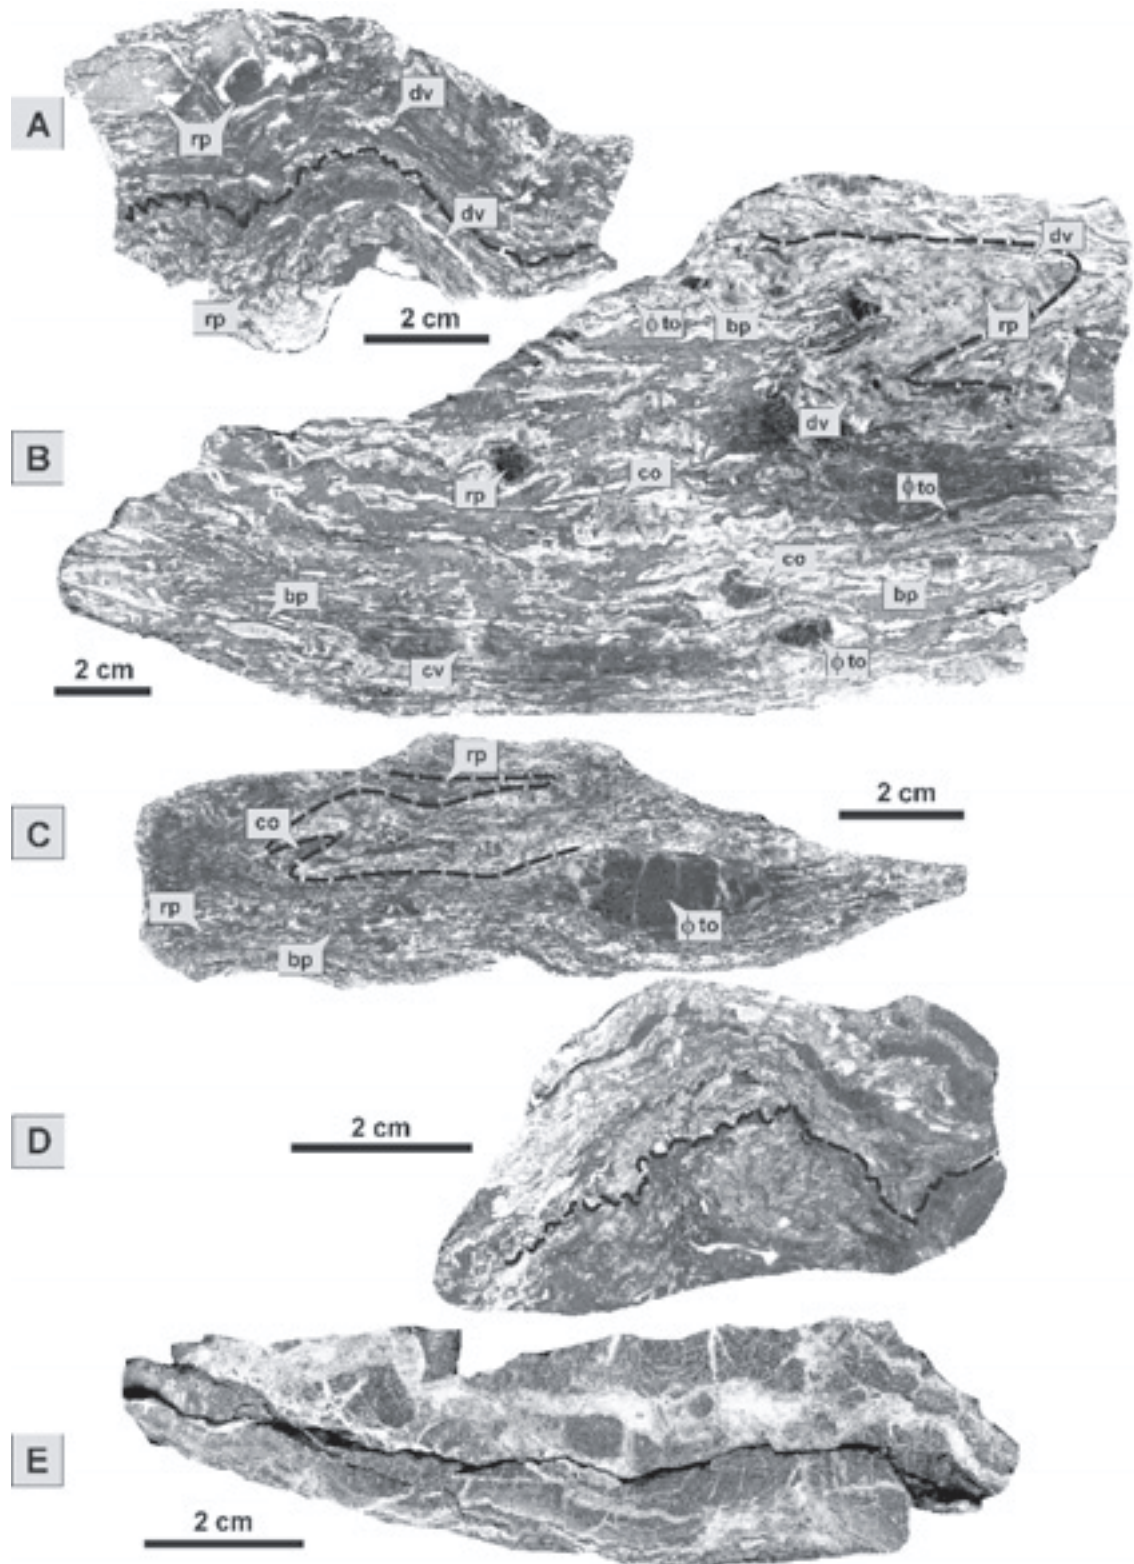 A
dv
rp
dv
rp
2 cm
dv
ϕ to
bp
rp
B
dv
co
rp
ϕ to
co
bp
bp
cv
ϕ to
2 cm
rp
2 cm
C
co
rp
ϕ to
bp
D
2 cm
E
2 cm